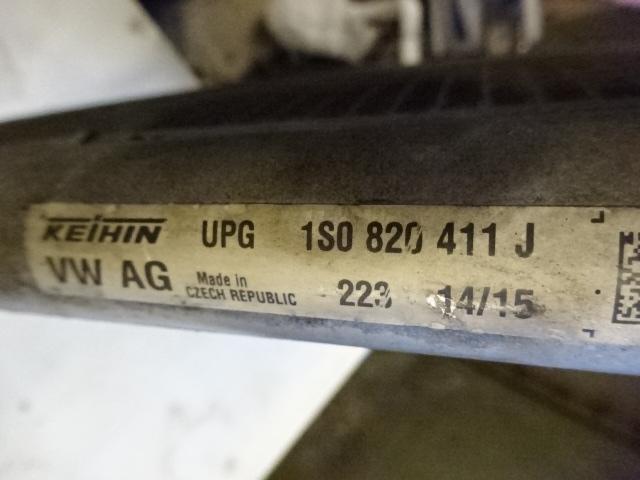 KEIHIN UPG 1S0 820 411 J
VW AG Made in CZECH REPUBLIC 223 14/15